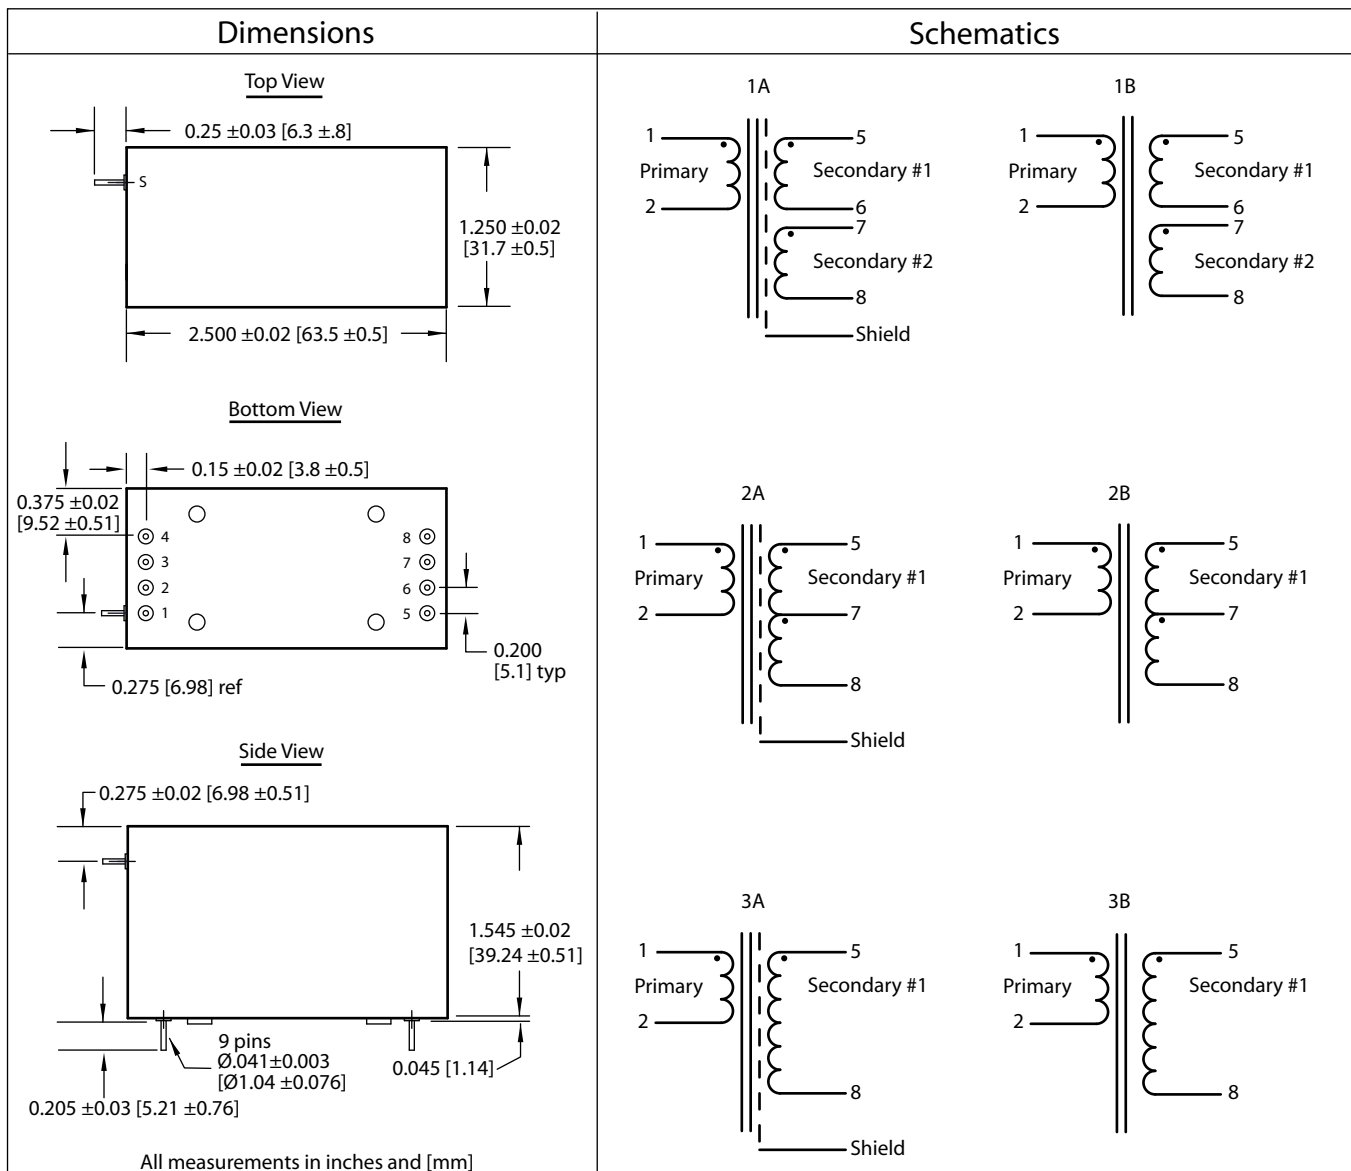 Dimensions
Top View
0.25 ±0.03 [6.3 ±.8]
S
1.250 ±0.02
[31.7 ±0.5]
2.500 ±0.02 [63.5 ±0.5]
Bottom View
0.15 ±0.02 [3.8 ±0.5]
0.375 ±0.02
[9.52 ±0.51]
4
3
2
1
8
7
6
5
0.200
[5.1] typ
0.275 [6.98] ref
Side View
0.275 ±0.02 [6.98 ±0.51]
1.545 ±0.02
[39.24 ±0.51]
9 pins
Ø.041±0.003
[Ø1.04 ±0.076]
0.045 [1.14]
0.205 ±0.03 [5.21 ±0.76]
All measurements in inches and [mm]
Schematics
1A
1
Primary
2
5
Secondary #1
6
7
Secondary #2
8
Shield
1B
1
Primary
2
5
Secondary #1
6
7
Secondary #2
8
2A
1
Primary
2
5
Secondary #1
7
8
Shield
2B
1
Primary
2
5
Secondary #1
7
8
3A
1
Primary
2
5
Secondary #1
8
Shield
3B
1
Primary
2
5
Secondary #1
8